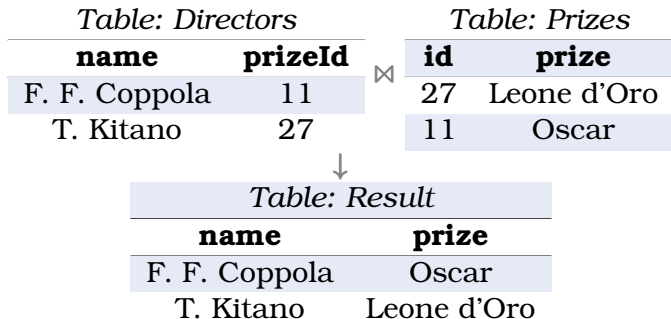 Table: Directors
name prizeId
F. F. Coppola 11
T. Kitano 27
⋈
Table: Prizes
id prize
27 Leone d'Oro
11 Oscar
↓
Table: Result
name prize
F. F. Coppola Oscar
T. Kitano Leone d'Oro